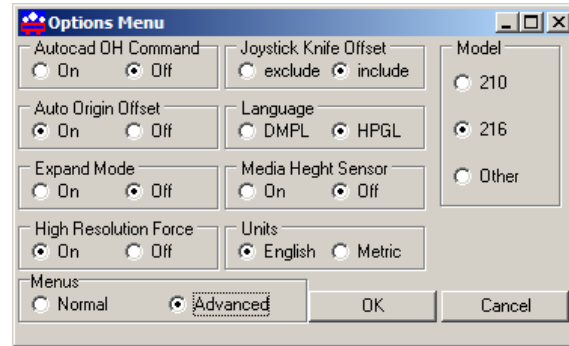 Options Menu
Autocad OH Command
On Off
Joystick Knife Offset
exclude include
Model
210
216
Other
Auto Origin Offset
On Off
Language
DMPL HPGL
Expand Mode
On Off
Media Heght Sensor
On Off
High Resolution Force
On Off
Units
English Metric
Menus
Normal Advanced
OK
Cancel